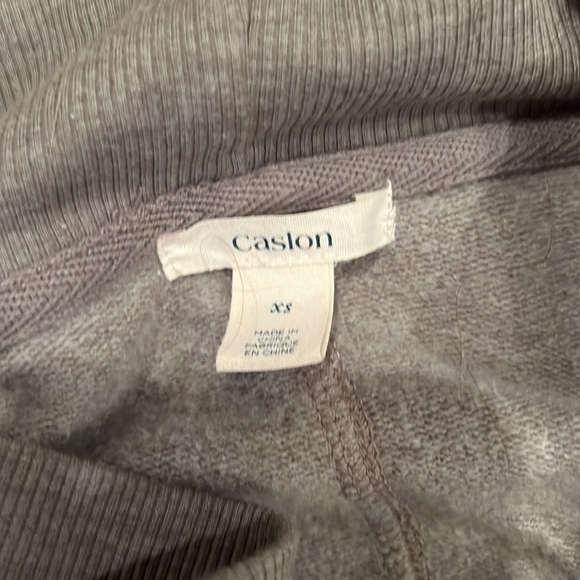 Caslon
xs
MADE IN
CHINA
FABRIQUÉ
EN CHINE